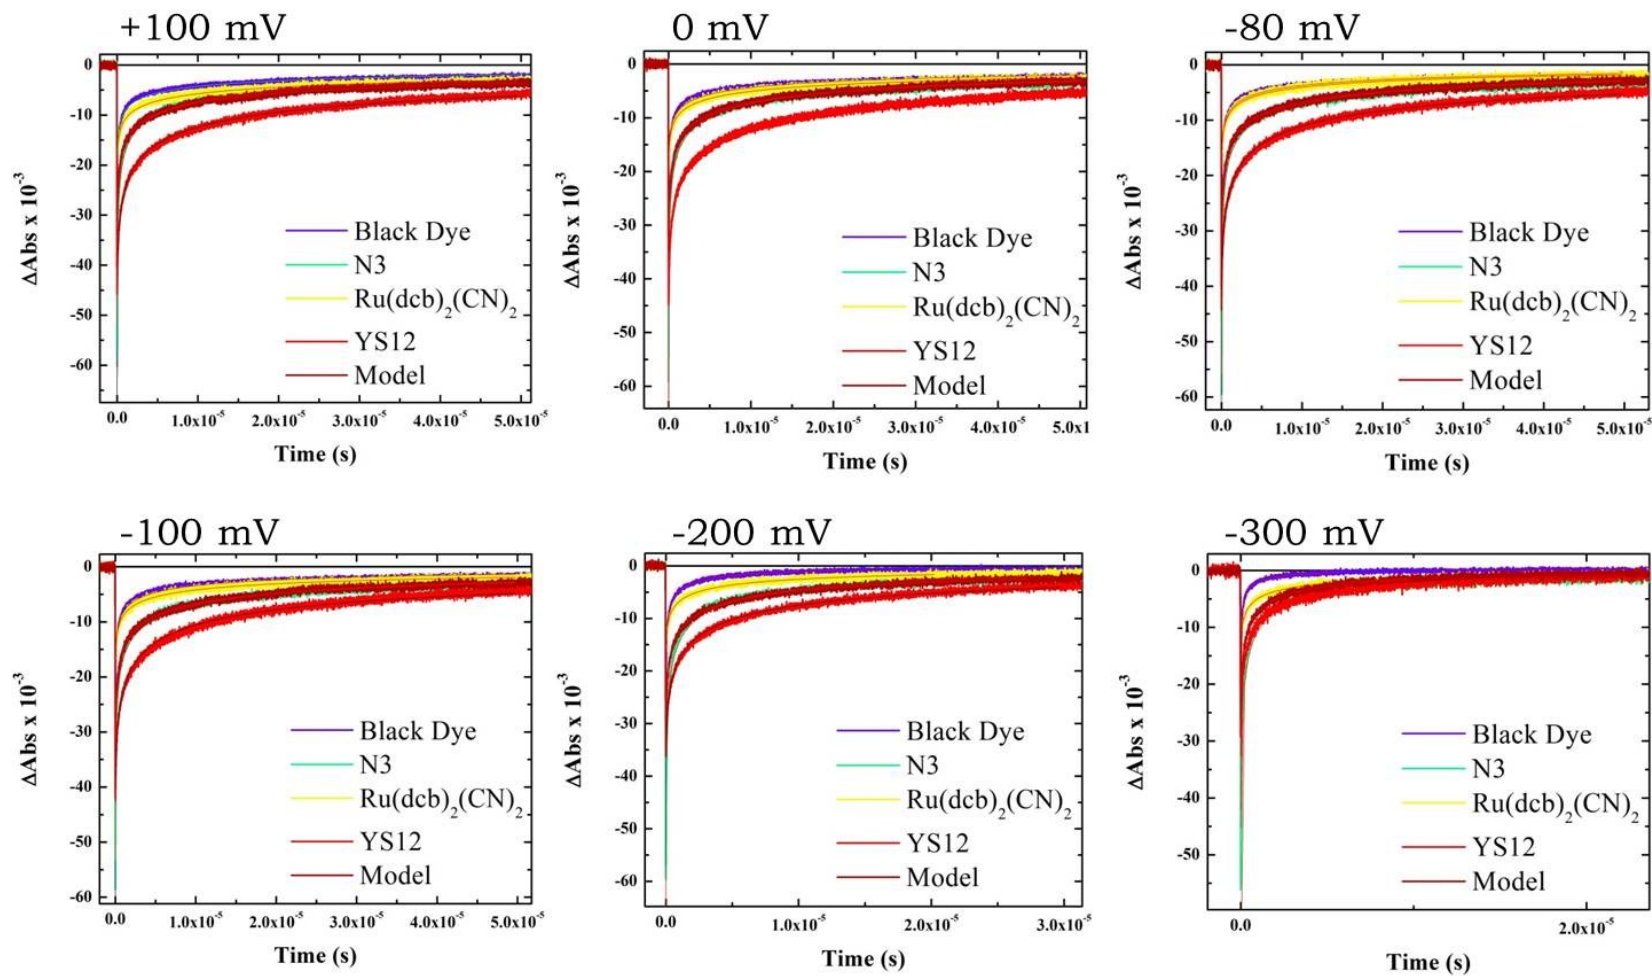 +100 mV
0
-10
-20
-30
-40
-50
-60
ΔAbs x 10⁻³
Black Dye
N3
Ru(dcb)₂(CN)₂
YS12
Model
0.0 1.0x10⁻⁵ 2.0x10⁻⁵ 3.0x10⁻⁵ 4.0x10⁻⁵ 5.0x10⁻⁵
Time (s)
0 mV
0
-10
-20
-30
-40
-50
-60
ΔAbs x 10⁻³
Black Dye
N3
Ru(dcb)₂(CN)₂
YS12
Model
0.0 1.0x10⁻⁵ 2.0x10⁻⁵ 3.0x10⁻⁵ 4.0x10⁻⁵ 5.0x1
Time (s)
-80 mV
0
-10
-20
-30
-40
-50
-60
ΔAbs x 10⁻³
Black Dye
N3
Ru(dcb)₂(CN)₂
YS12
Model
0.0 1.0x10⁻⁵ 2.0x10⁻⁵ 3.0x10⁻⁵ 4.0x10⁻⁵ 5.0x10⁻⁵
Time (s)
-100 mV
0
-10
-20
-30
-40
-50
-60
ΔAbs x 10⁻³
Black Dye
N3
Ru(dcb)₂(CN)₂
YS12
Model
0.0 1.0x10⁻⁵ 2.0x10⁻⁵ 3.0x10⁻⁵ 4.0x10⁻⁵ 5.0x10⁻⁵
Time (s)
-200 mV
0
-10
-20
-30
-40
-50
-60
ΔAbs x 10⁻³
Black Dye
N3
Ru(dcb)₂(CN)₂
YS12
Model
0.0 1.0x10⁻⁵ 2.0x10⁻⁵ 3.0x10⁻⁵
Time (s)
-300 mV
0
-10
-20
-30
-40
-50
ΔAbs x 10⁻³
Black Dye
N3
Ru(dcb)₂(CN)₂
YS12
Model
0.0 2.0x10⁻⁵
Time (s)